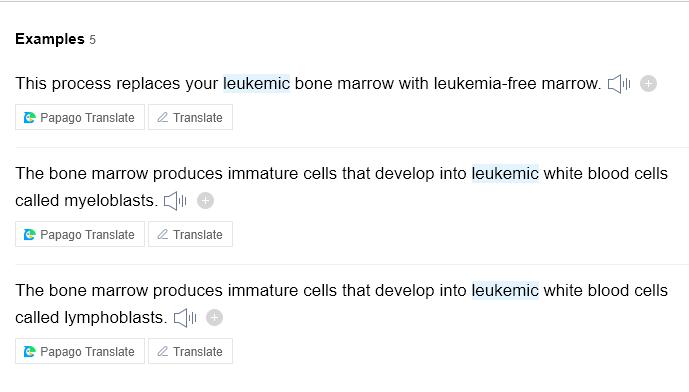 Examples 5
This process replaces your leukemic bone marrow with leukemia-free marrow.
Papago Translate Translate
The bone marrow produces immature cells that develop into leukemic white blood cells
called myeloblasts.
Papago Translate Translate
The bone marrow produces immature cells that develop into leukemic white blood cells
called lymphoblasts.
Papago Translate Translate